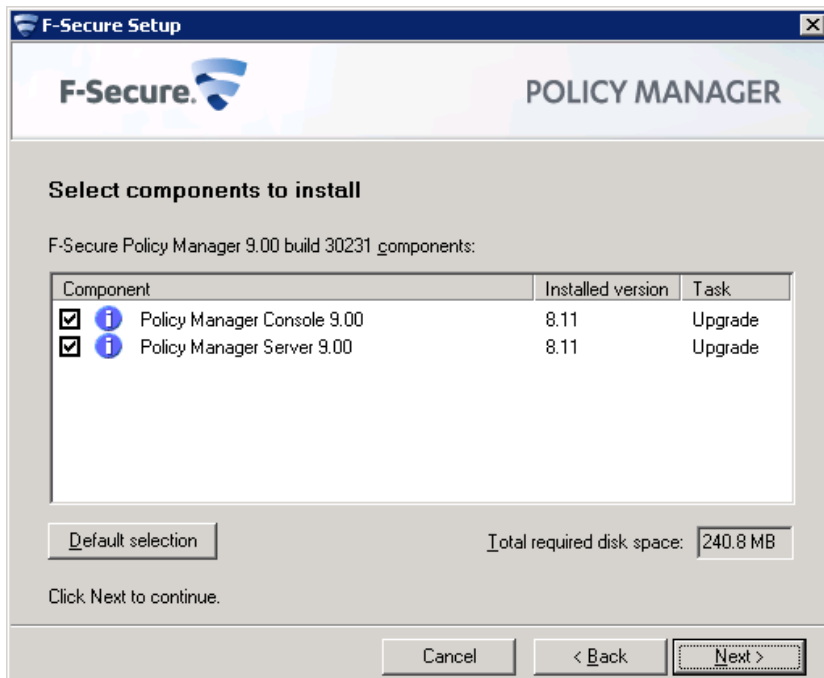 F-Secure Setup
F-Secure. POLICY MANAGER
Select components to install
F-Secure Policy Manager 9.00 build 30231 components:
Component Installed version Task
Policy Manager Console 9.00 8.11 Upgrade
Policy Manager Server 9.00 8.11 Upgrade
Default selection Total required disk space: 240.8 MB
Click Next to continue.
Cancel < Back Next >